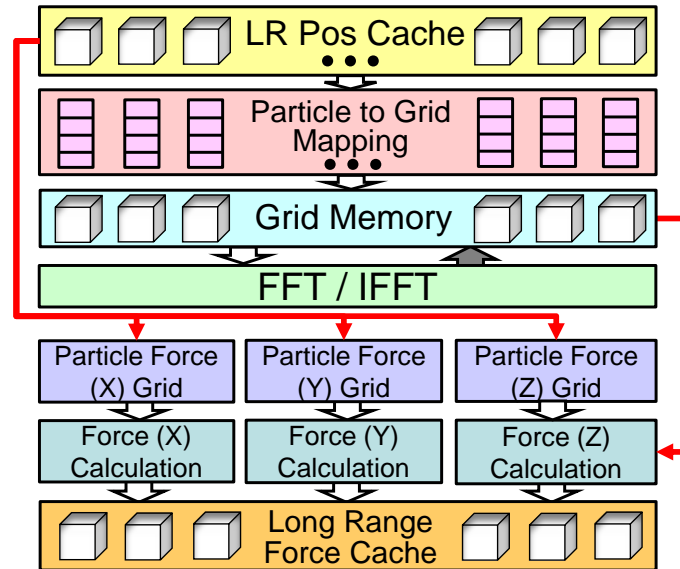 LR Pos Cache
• • •
Particle to Grid
Mapping
• • •
Grid Memory
FFT / IFFT
Particle Force
(X) Grid
Particle Force
(Y) Grid
Particle Force
(Z) Grid
Force (X)
Calculation
Force (Y)
Calculation
Force (Z)
Calculation
Long Range
Force Cache